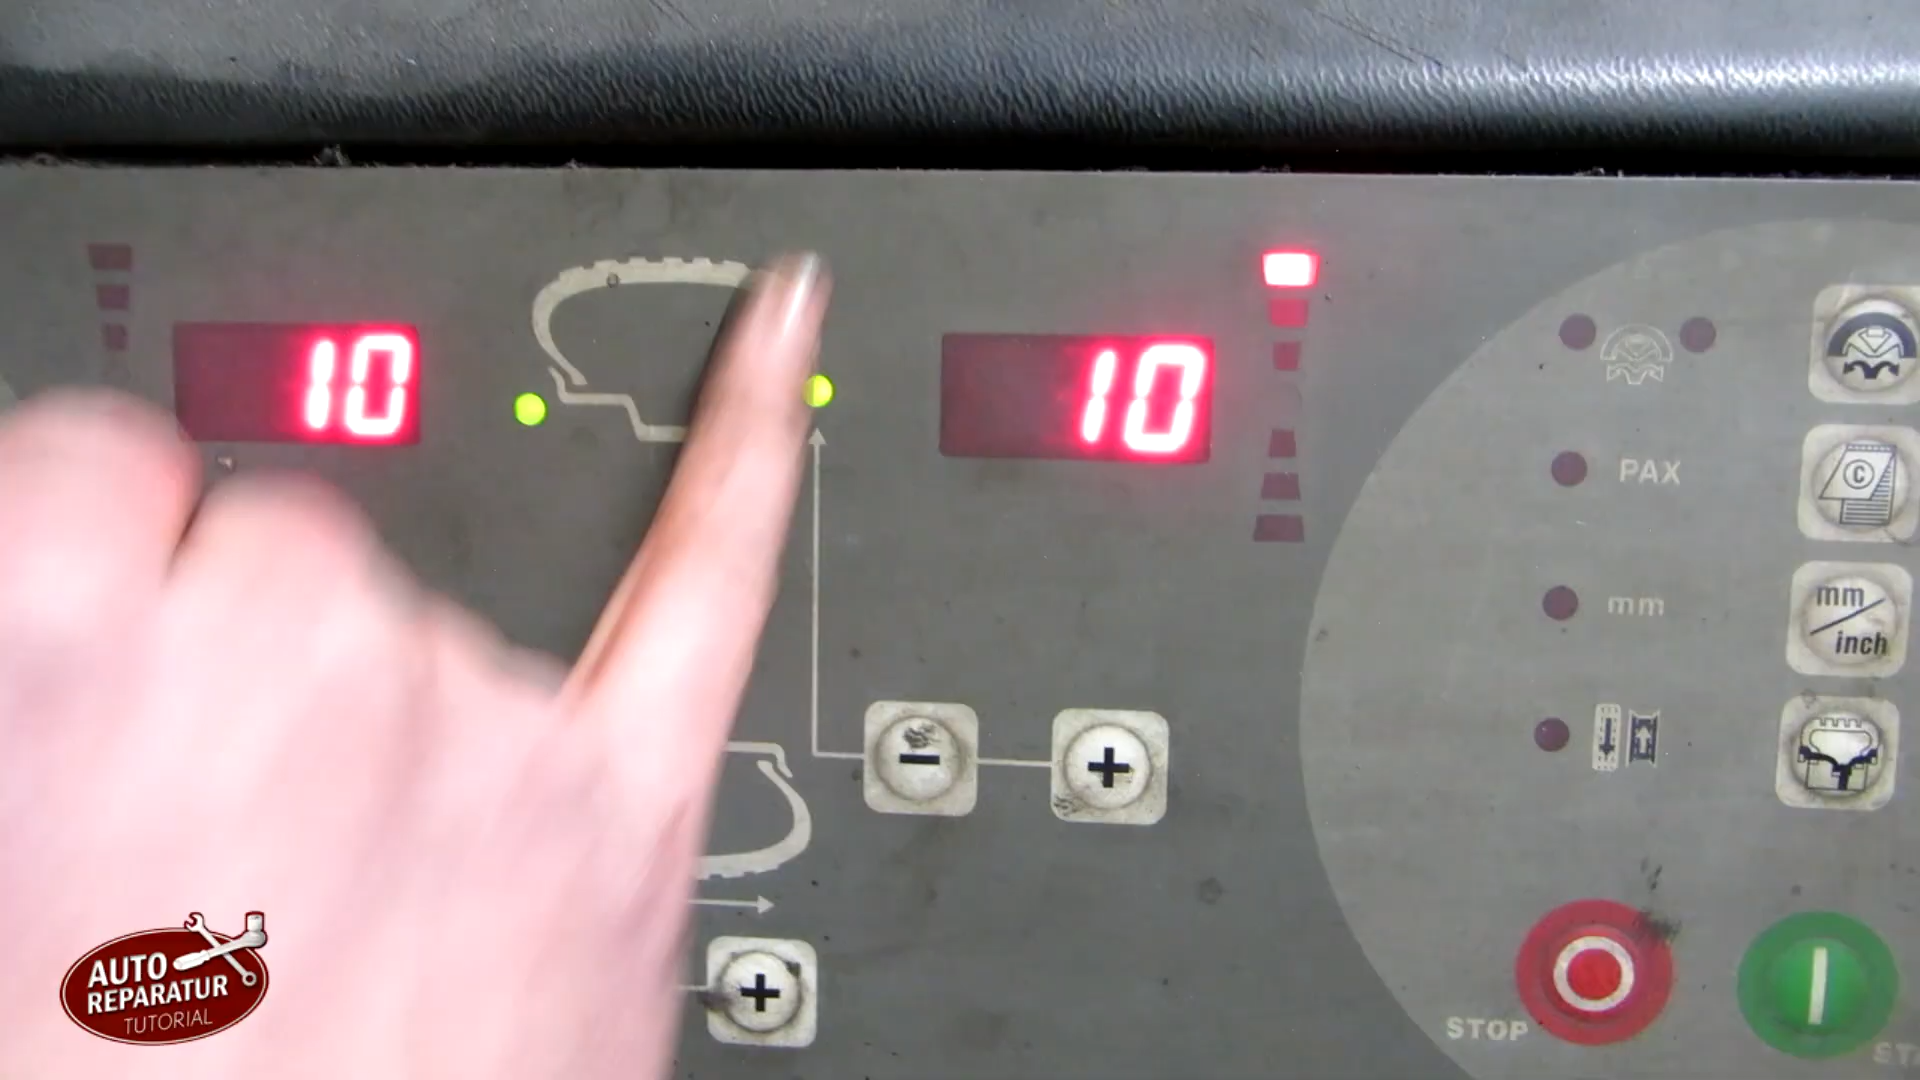 10
10
PAX
©
mm
mm
inch
−
+
+
STOP
AUTO
REPARATUR
TUTORIAL